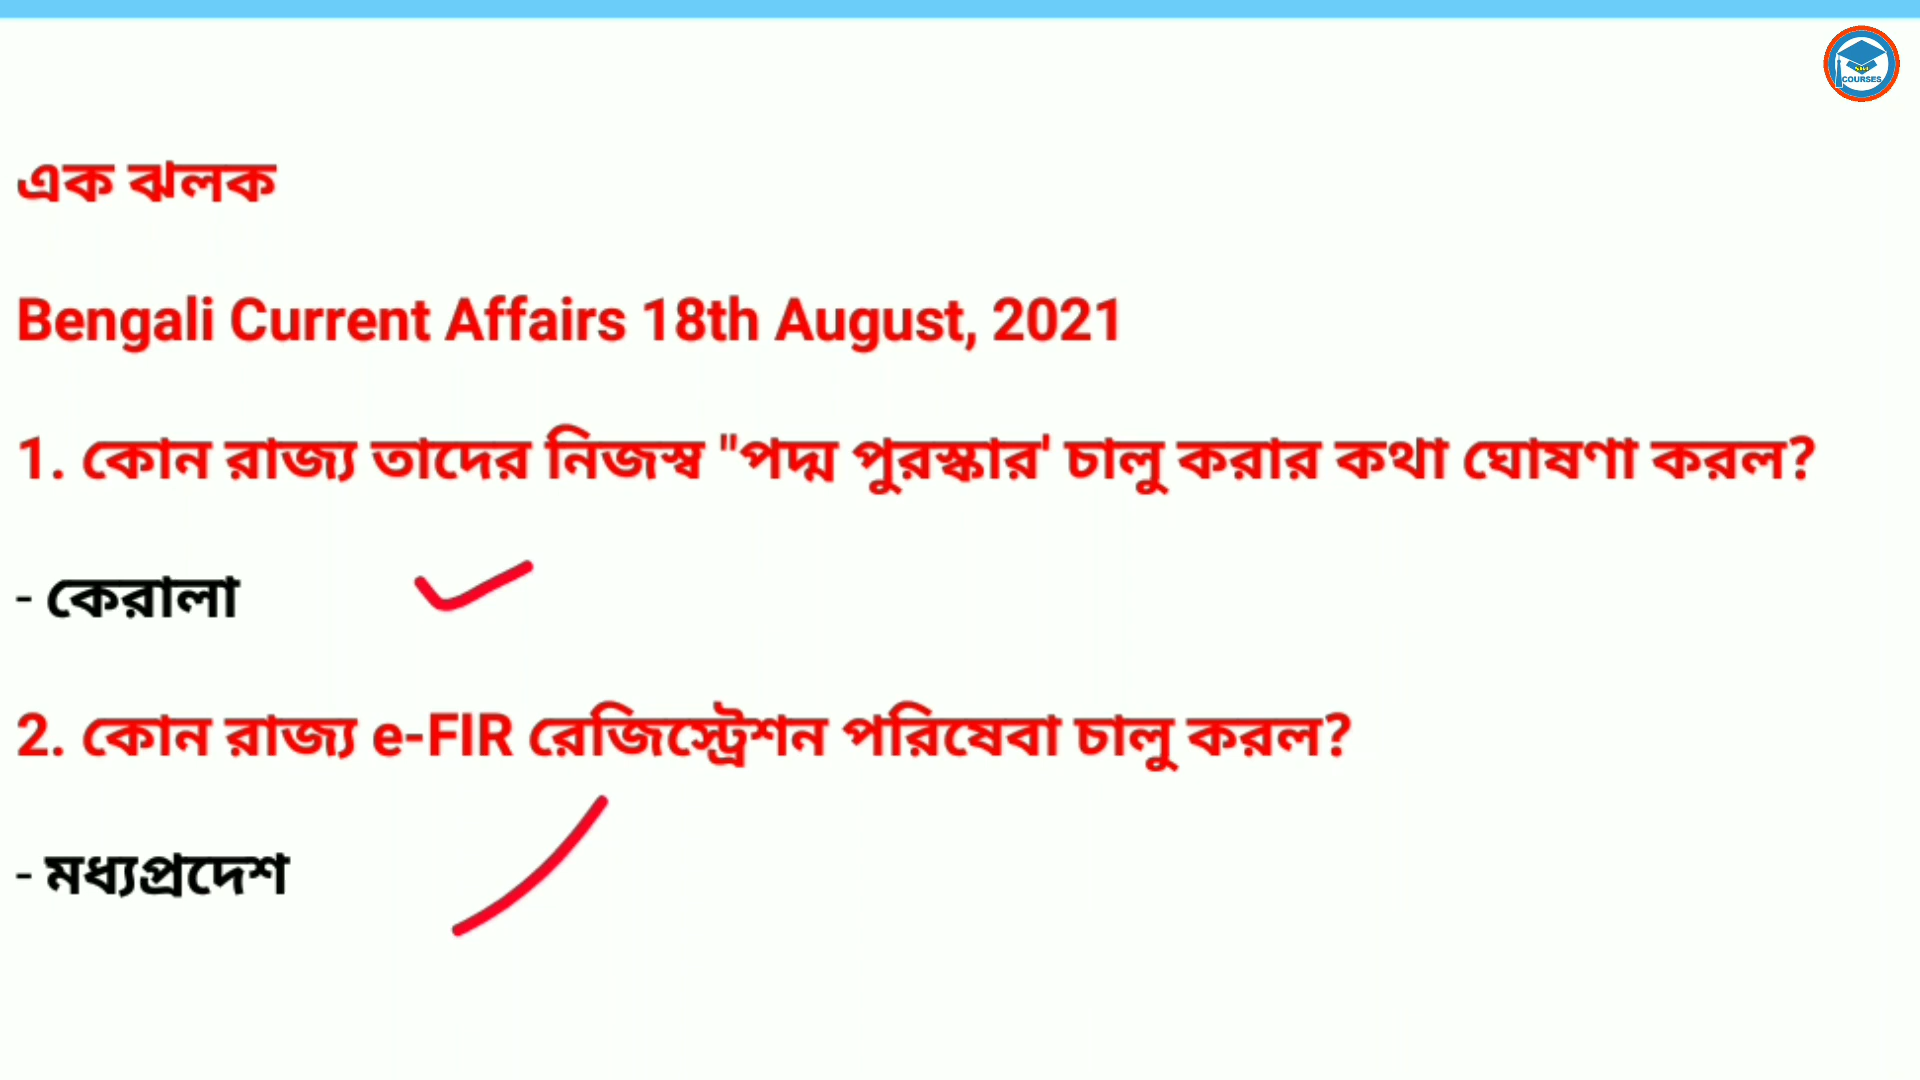 COURSES
এক ঝলক
Bengali Current Affairs 18th August, 2021
1. কোন রাজ্য তাদের নিজস্ব "পদ্ম পুরস্কার' চালু করার কথা ঘোষণা করল?
- কেরালা
2. কোন রাজ্য e-FIR রেজিস্ট্রেশন পরিষেবা চালু করল?
- মধ্যপ্রদেশ